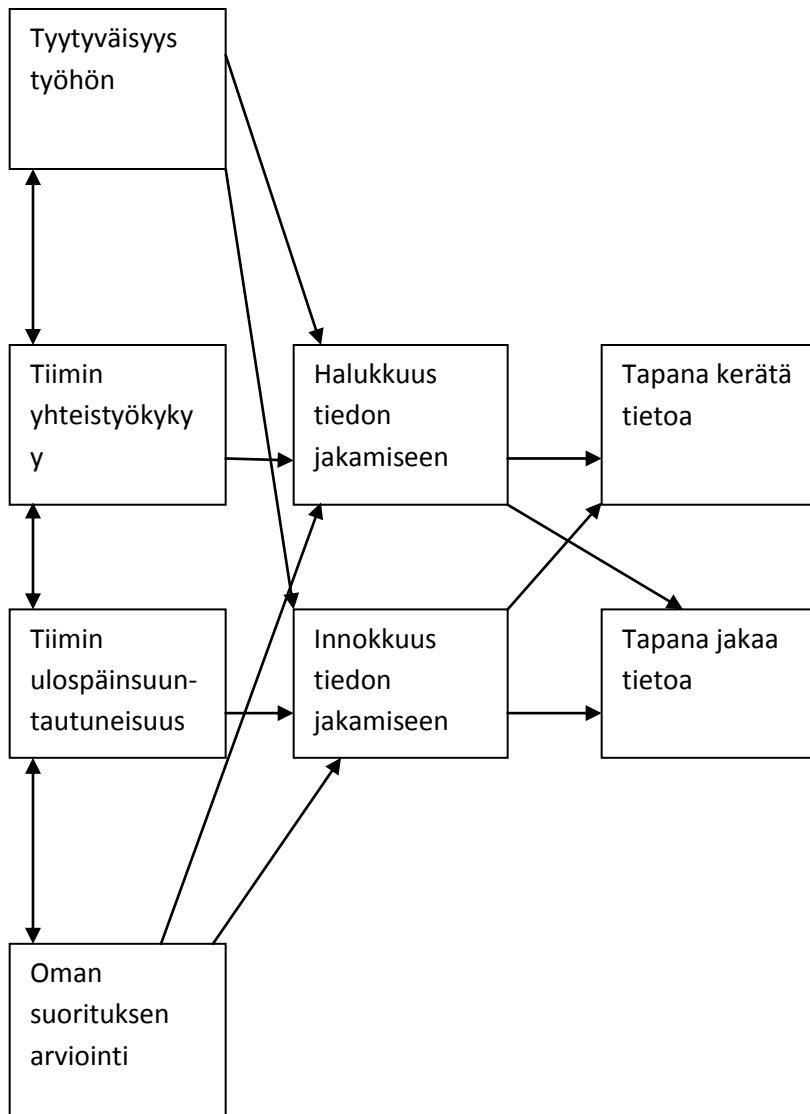 Tyytyväisyys
työhön
Tiimin
yhteistyökyky
y
Halukkuus
tiedon
jakamiseen
Tapana kerätä
tietoa
Tiimin
ulospäinsuun-
tautuneisuus
Innokkuus
tiedon
jakamiseen
Tapana jakaa
tietoa
Oman
suorituksen
arviointi